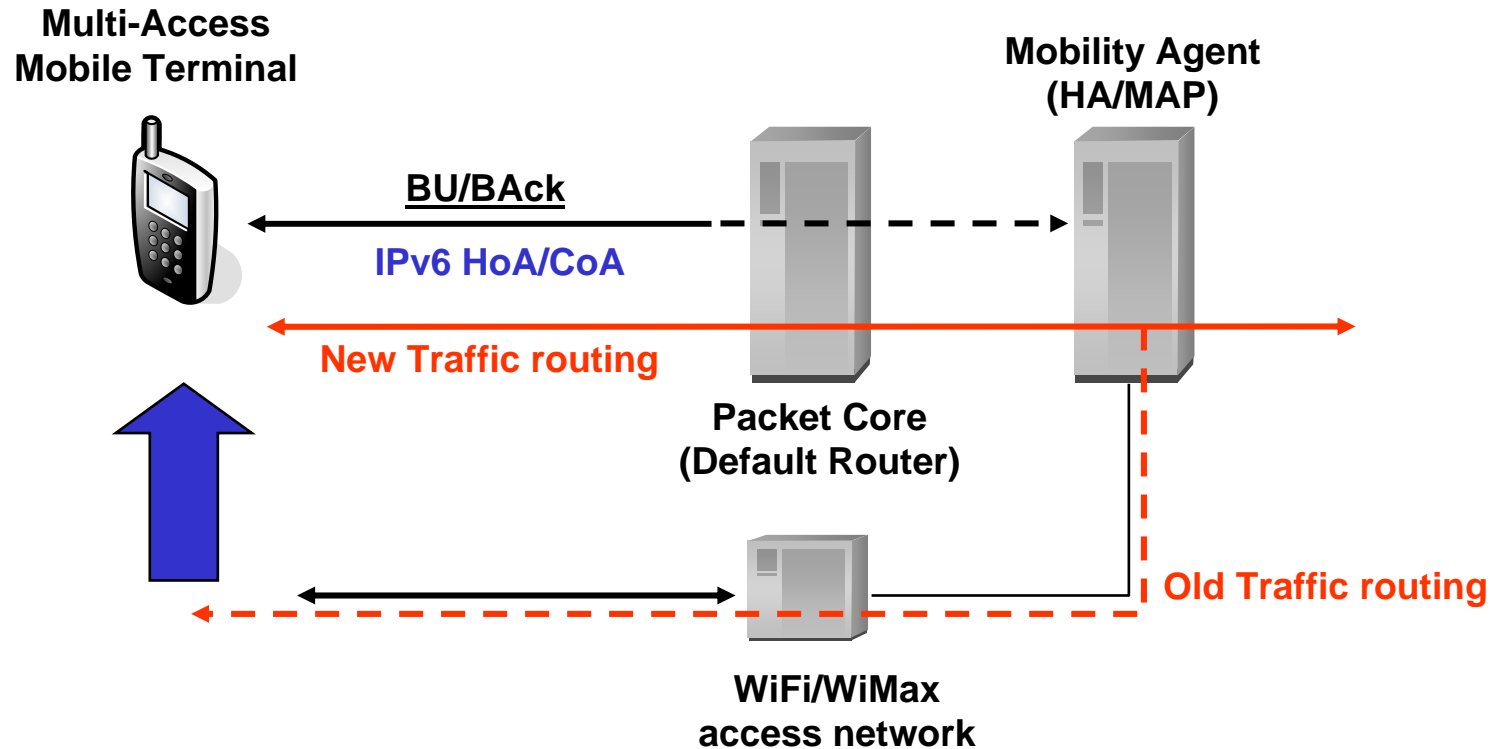 Multi-Access
Mobile Terminal
Mobility Agent
(HA/MAP)
BU/BAck
IPv6 HoA/CoA
New Traffic routing
Packet Core
(Default Router)
Old Traffic routing
WiFi/WiMax
access network